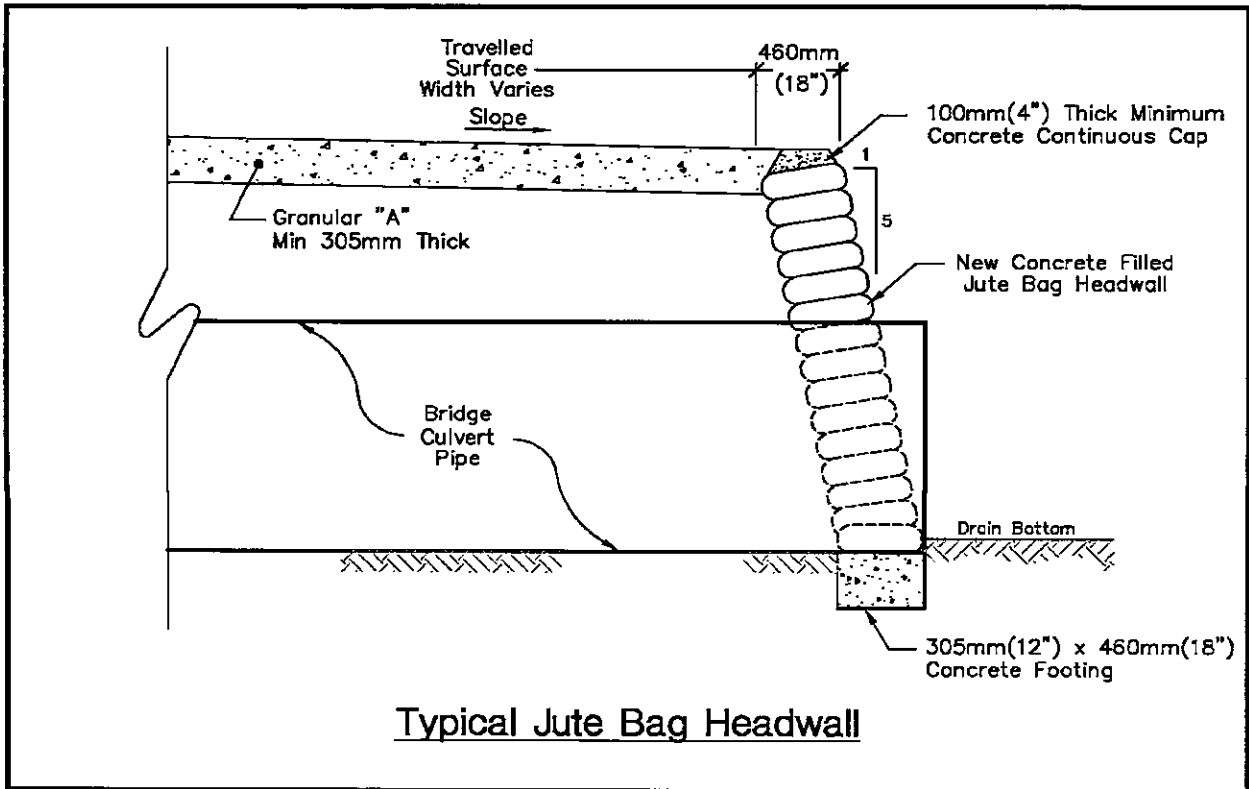 Travelled
Surface
Width Varies
Slope
460mm
(18")
100mm(4") Thick Minimum
Concrete Continuous Cap
1
5
Granular "A"
Min 305mm Thick
New Concrete Filled
Jute Bag Headwall
Bridge
Culvert
Pipe
Drain Bottom
305mm(12") x 460mm(18")
Concrete Footing
Typical Jute Bag Headwall